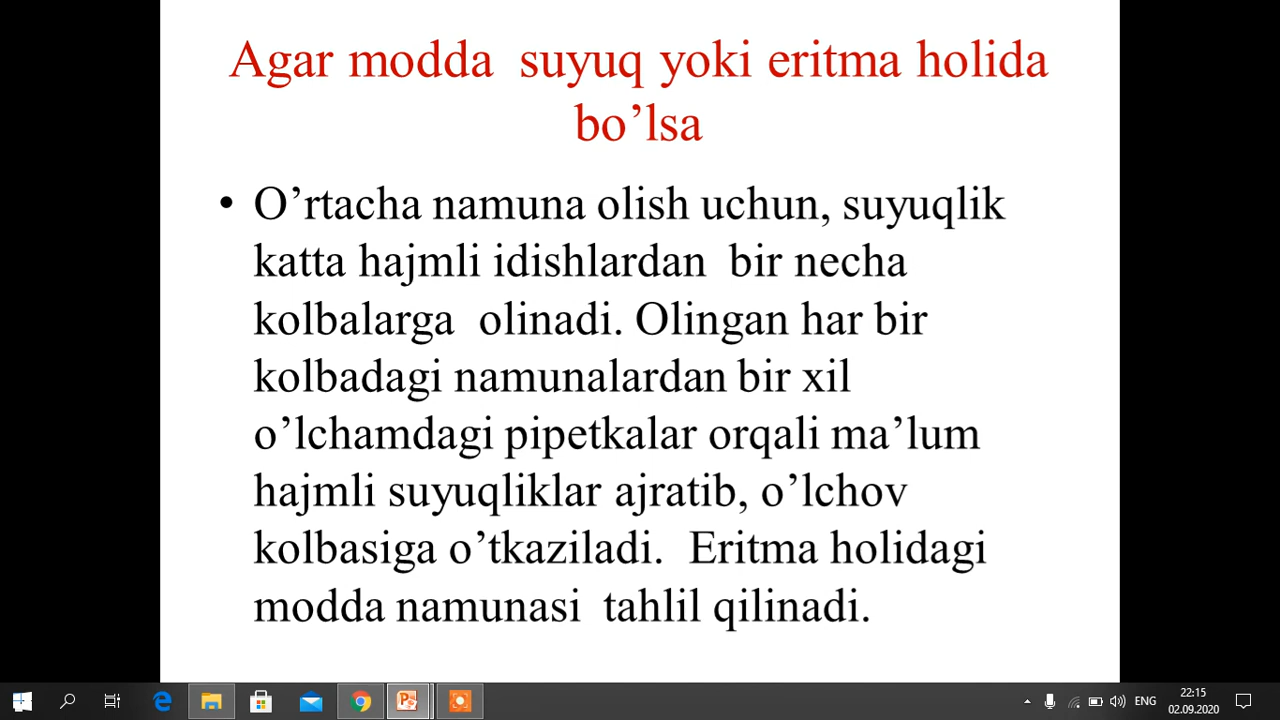 Agar modda suyuq yoki eritma holida
bo’lsa
• O’rtacha namuna olish uchun, suyuqlik
katta hajmli idishlardan bir necha
kolbalarga olinadi. Olingan har bir
kolbadagi namunalardan bir xil
o’lchamdagi pipetkalar orqali ma’lum
hajmli suyuqliklar ajratib, o’lchov
kolbasiga o’tkaziladi. Eritma holidagi
modda namunasi tahlil qilinadi.
ENG
22:15
02.09.2020